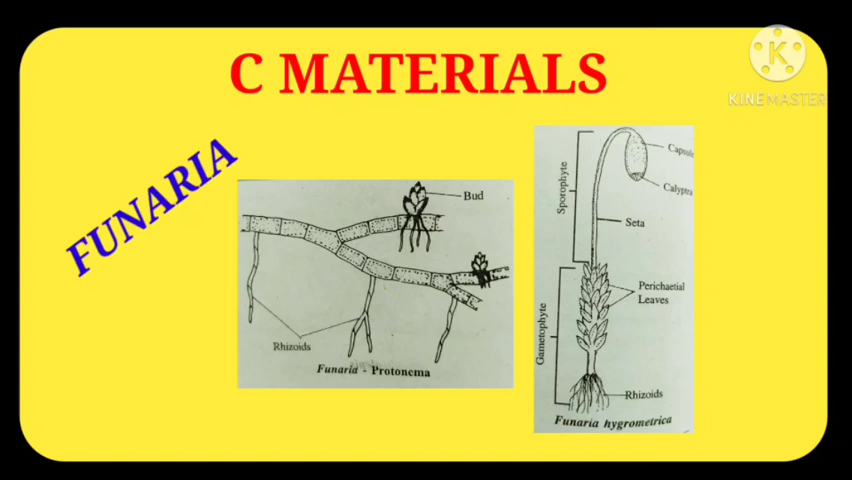 C MATERIALS
KINEMASTER
FUNARIA
Bud
Rhizoids
Funaria - Protonema
Sporophyte
Capsule
Calyptra
Seta
Perichaetial
Leaves
Gametophyte
Rhizoids
Funaria hygrometrica